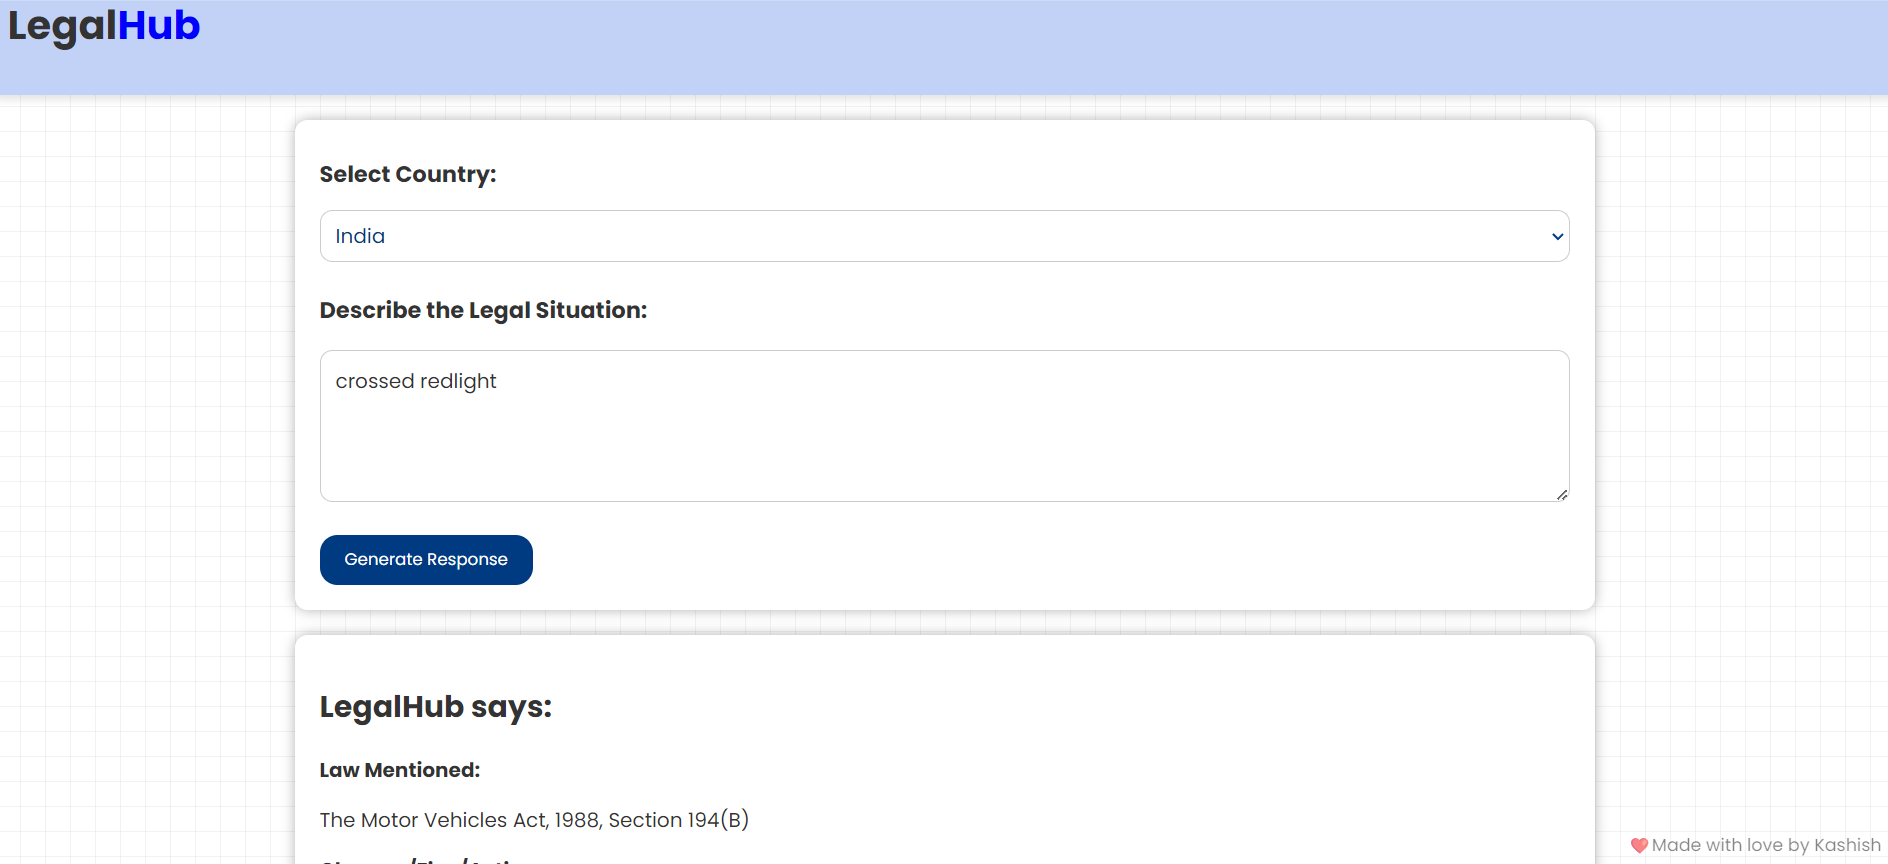 LegalHub
Select Country:
India
Describe the Legal Situation:
crossed redlight
Generate Response
LegalHub says:
Law Mentioned:
The Motor Vehicles Act, 1988, Section 194(B)
Made with love by Kashish